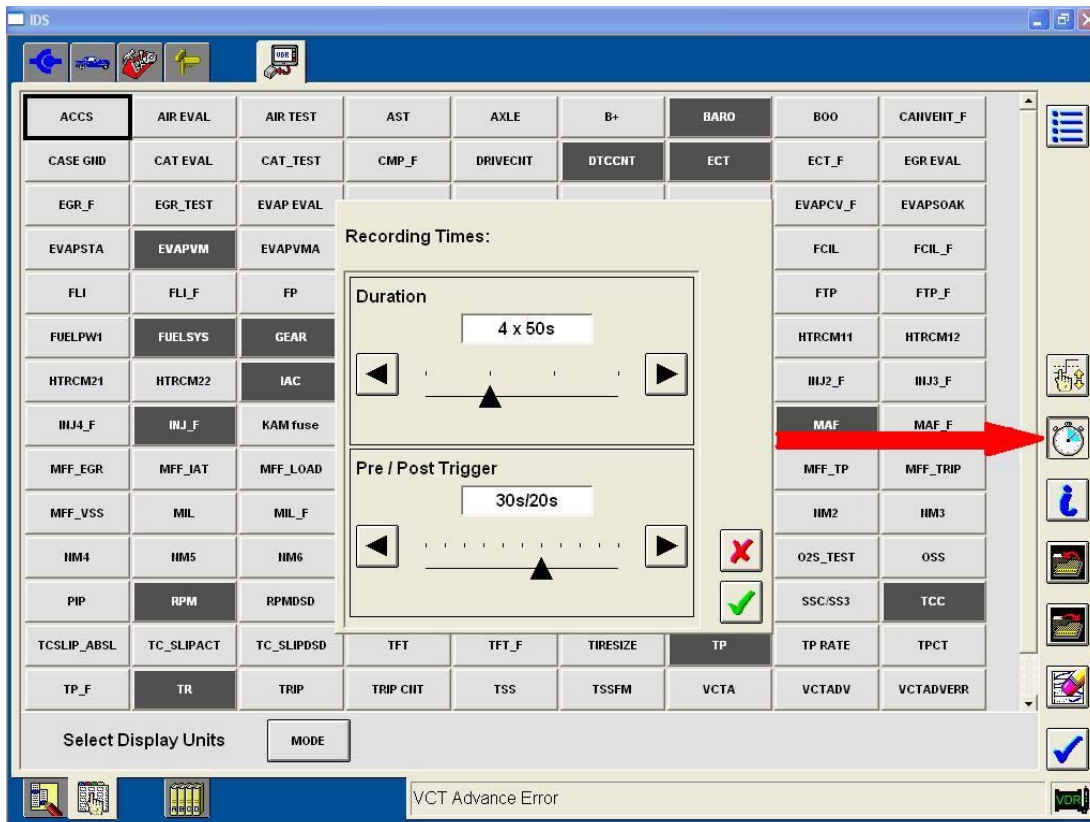 IDS
VDR
ACCS AIR EVAL AIR TEST AST AXLE B+ BARO BOO CANVENT_F
CASE GND CAT EVAL CAT_TEST CMP_F DRIVECNT DTCCNT ECT ECT_F EGR EVAL
EGR_F EGR_TEST EVAP EVAL EVAPCV_F EVAPSOAK
Recording Times:
EVAPSTA EVAPVM EVAPVMA FCIL FCIL_F
FLI FLI_F FP FTP FTP_F
Duration
4 x 50s
FUELPW1 FUELSYS GEAR HTRCM11 HTRCM12
HTRCM21 HTRCM22 IAC INJ2_F INJ3_F
INJ4_F INJ_F KAM fuse MAF MAF_F
MFF_EGR MFF_IAT MFF_LOAD MFF_TP MFF_TRIP
Pre / Post Trigger
30s/20s
MFF_VSS MIL MIL_F NM2 NM3
NM4 NM5 NM6 O2S_TEST OSS
PIP RPM RPMDSD SSC/SS3 TCC
TCSLIP_ABSL TC_SLIPACT TC_SLIPDSD TFT TFT_F TIRESIZE TP TP RATE TPCT
TP_F TR TRIP TRIP CNT TSS TSSFM VCTA VCTADV VCTADVERR
Select Display Units MODE
ABCD
VCT Advance Error
VDR